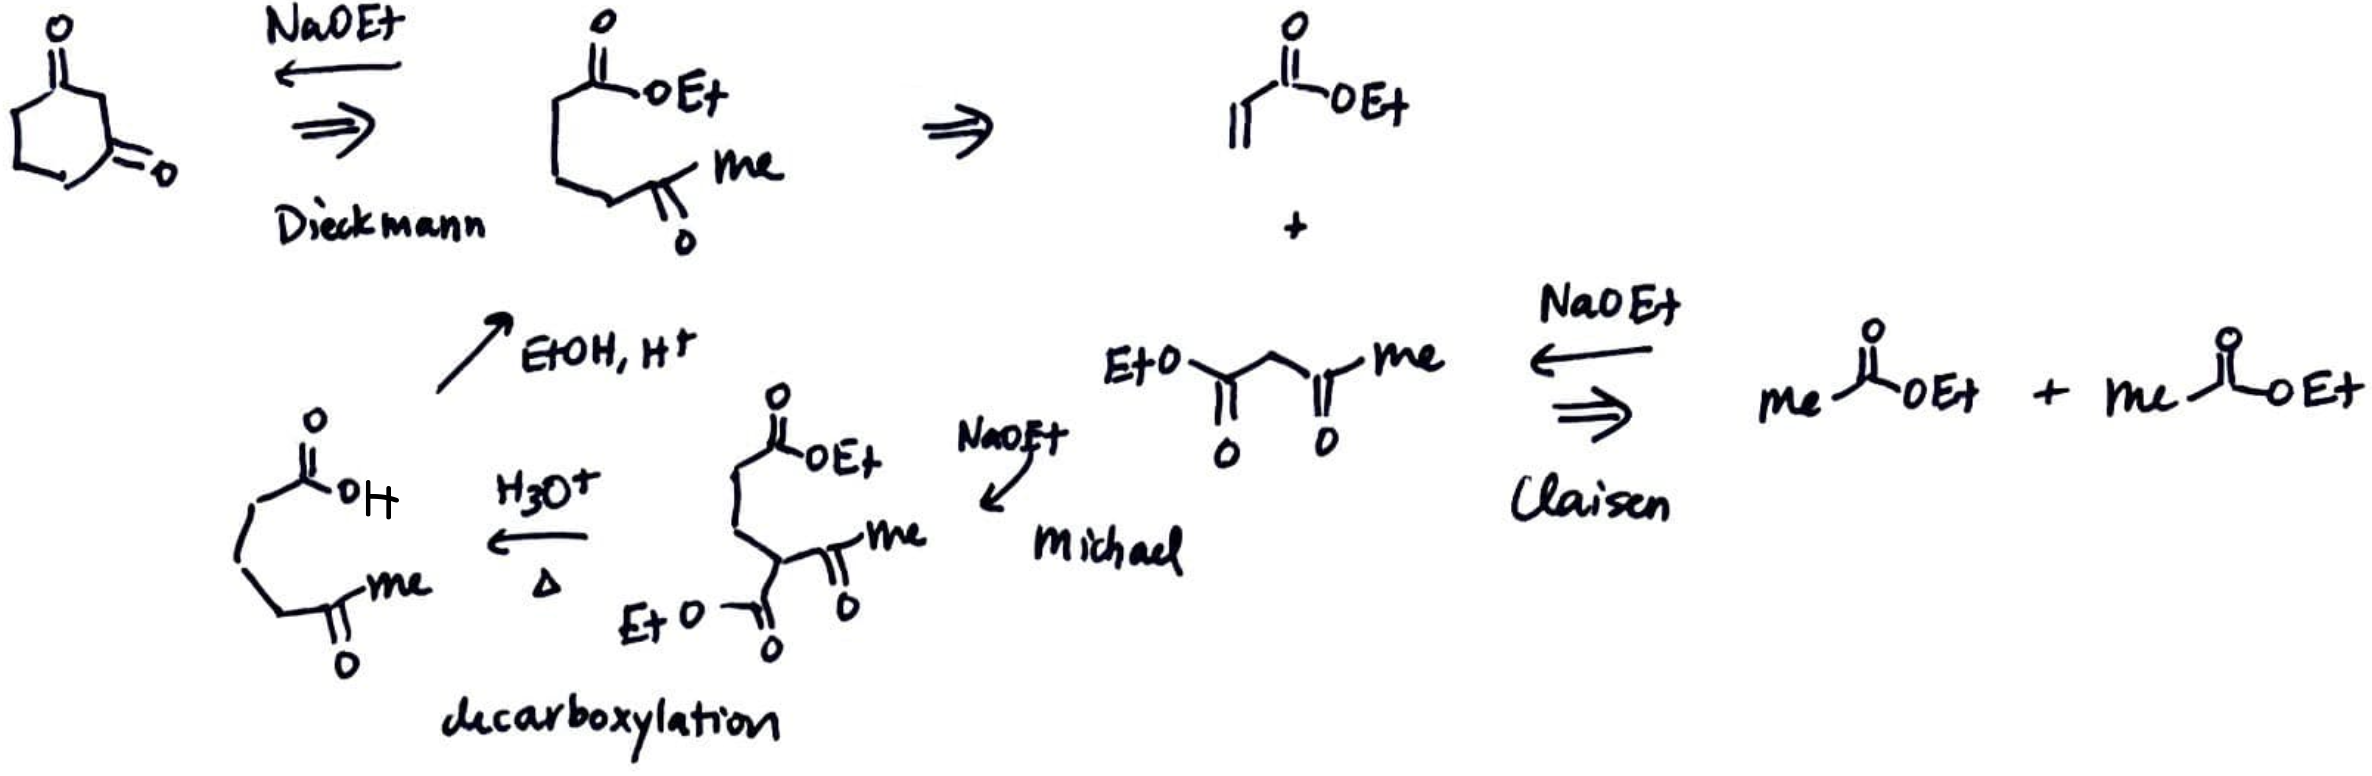 O
NaOEt
O
OEt
Me
O
O
Dieckmann
O
OEt
+
EtOH, H+
NaOEt
EtO
Me
O
O
O
Me
OEt
+
O
Me
OEt
Claisen
O
OH
Me
O
H3O+
Δ
O
OEt
Me
O
EtO
O
NaOEt
Michael
decarboxylation